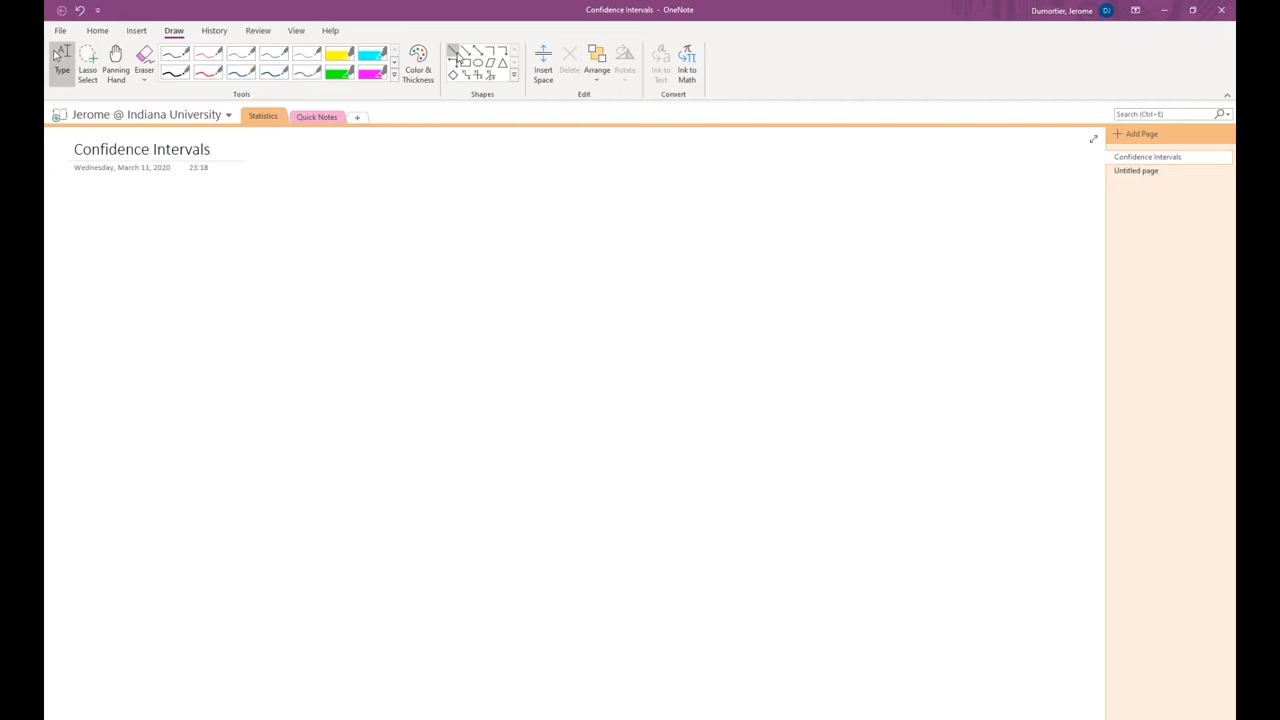 Confidence Intervals - OneNote
Dumortier, Jerome DJ
File Home Insert Draw History Review View Help
Type
Lasso Select
Panning Hand
Eraser
Color & Thickness
Insert Space
Delete
Arrange
Rotate
Ink to Text
Ink to Math
Tools Shapes Edit Convert
Jerome @ Indiana University Statistics Quick Notes + Search (Ctrl+E)
Add Page
Confidence Intervals
Wednesday, March 11, 2020 23:18
Confidence Intervals
Untitled page